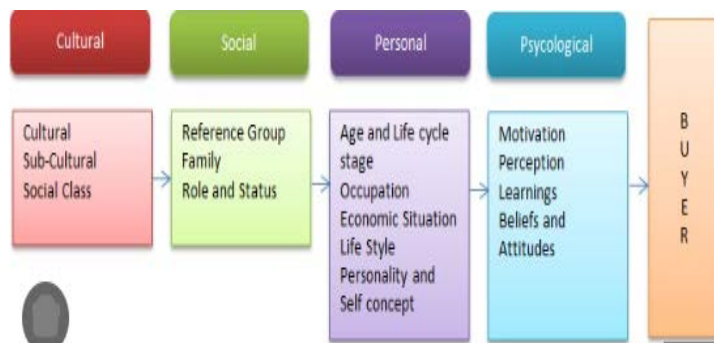 Cultural
Social
Personal
Psycological
Cultural
Sub-Cultural
Social Class
Reference Group
Family
Role and Status
Age and Life cycle
stage
Occupation
Economic Situation
Life Style
Personality and
Self concept
Motivation
Perception
Learnings
Beliefs and
Attitudes
B
U
Y
E
R